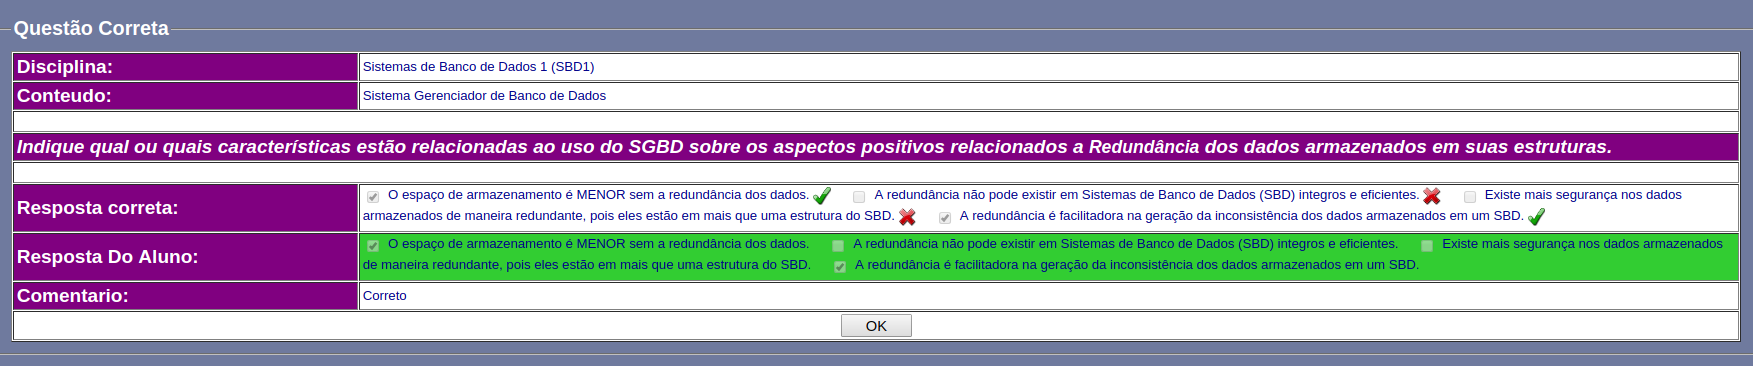 Questão Correta
Disciplina: Sistemas de Banco de Dados 1 (SBD1)
Conteudo: Sistema Gerenciador de Banco de Dados
Indique qual ou quais características estão relacionadas ao uso do SGBD sobre os aspectos positivos relacionados a Redundância dos dados armazenados em suas estruturas.
Resposta correta:
O espaço de armazenamento é MENOR sem a redundância dos dados. A redundância não pode existir em Sistemas de Banco de Dados (SBD) integros e eficientes. Existe mais segurança nos dados
armazenados de maneira redundante, pois eles estão em mais que uma estrutura do SBD. A redundância é facilitadora na geração da inconsistência dos dados armazenados em um SBD.
Resposta Do Aluno:
O espaço de armazenamento é MENOR sem a redundância dos dados. A redundância não pode existir em Sistemas de Banco de Dados (SBD) integros e eficientes. Existe mais segurança nos dados armazenados
de maneira redundante, pois eles estão em mais que uma estrutura do SBD. A redundância é facilitadora na geração da inconsistência dos dados armazenados em um SBD.
Comentario: Correto
OK